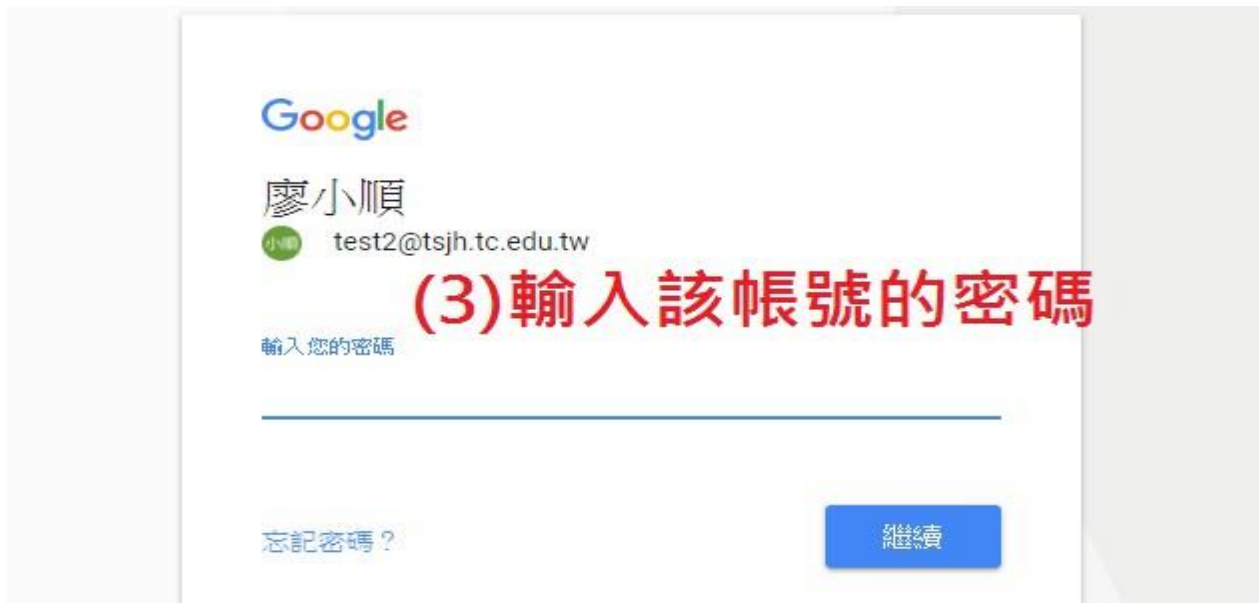 Google
廖小順
小順 test2@tsjh.tc.edu.tw
(3)輸入該帳號的密碼
輸入您的密碼
忘記密碼？
繼續